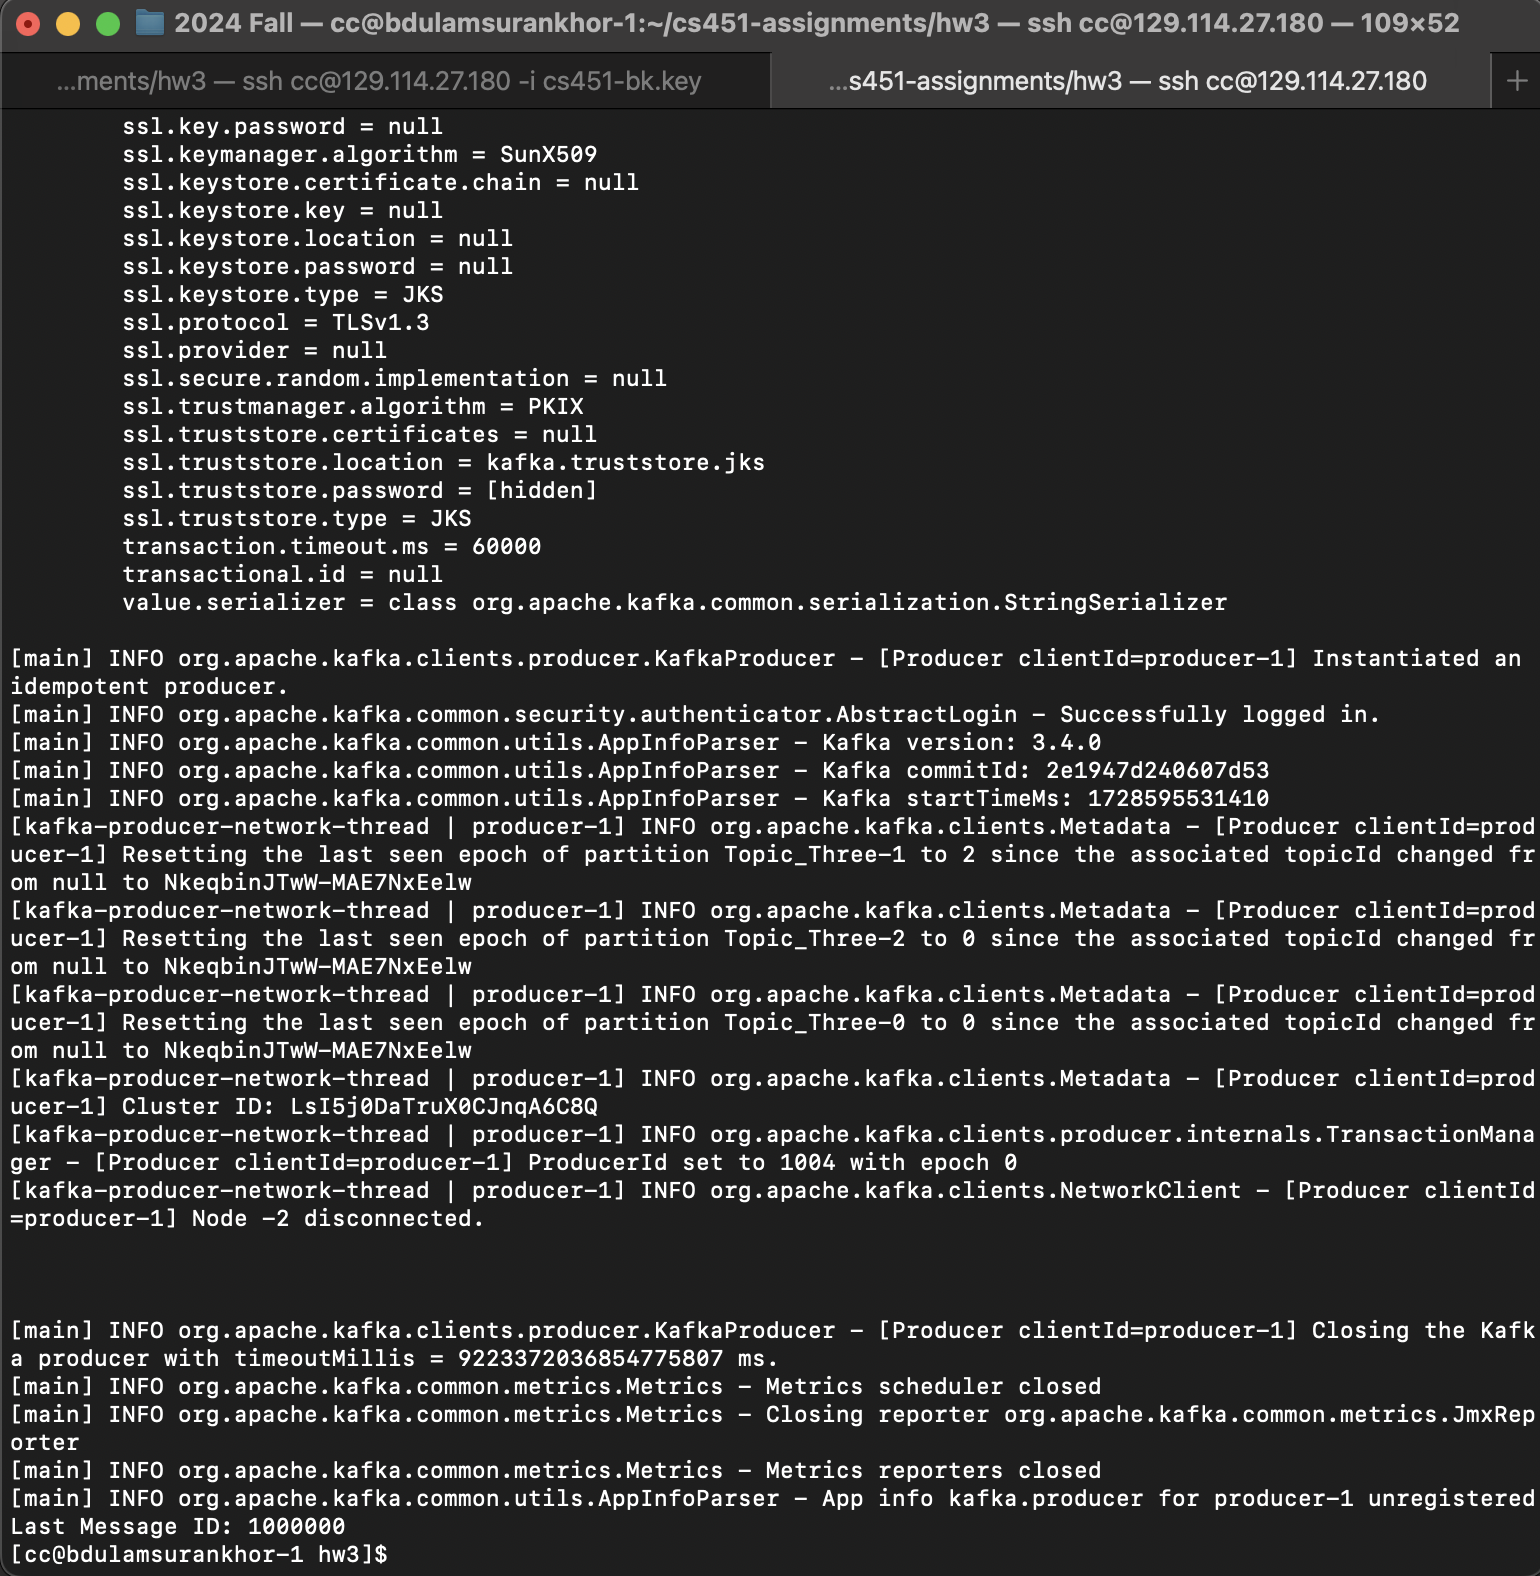 2024 Fall — cc@bdulamsurankhor-1:~/cs451-assignments/hw3 — ssh cc@129.114.27.180 — 109×52
...ments/hw3 — ssh cc@129.114.27.180 -i cs451-bk.key
...s451-assignments/hw3 — ssh cc@129.114.27.180
+
ssl.key.password = null
ssl.keymanager.algorithm = SunX509
ssl.keystore.certificate.chain = null
ssl.keystore.key = null
ssl.keystore.location = null
ssl.keystore.password = null
ssl.keystore.type = JKS
ssl.protocol = TLSv1.3
ssl.provider = null
ssl.secure.random.implementation = null
ssl.trustmanager.algorithm = PKIX
ssl.truststore.certificates = null
ssl.truststore.location = kafka.truststore.jks
ssl.truststore.password = [hidden]
ssl.truststore.type = JKS
transaction.timeout.ms = 60000
transactional.id = null
value.serializer = class org.apache.kafka.common.serialization.StringSerializer
[main] INFO org.apache.kafka.clients.producer.KafkaProducer - [Producer clientId=producer-1] Instantiated an
idempotent producer.
[main] INFO org.apache.kafka.common.security.authenticator.AbstractLogin - Successfully logged in.
[main] INFO org.apache.kafka.common.utils.AppInfoParser - Kafka version: 3.4.0
[main] INFO org.apache.kafka.common.utils.AppInfoParser - Kafka commitId: 2e1947d240607d53
[main] INFO org.apache.kafka.common.utils.AppInfoParser - Kafka startTimeMs: 1728595531410
[kafka-producer-network-thread | producer-1] INFO org.apache.kafka.clients.Metadata - [Producer clientId=prod
ucer-1] Resetting the last seen epoch of partition Topic_Three-1 to 2 since the associated topicId changed fr
om null to NkeqbinJTwW-MAE7NxEelw
[kafka-producer-network-thread | producer-1] INFO org.apache.kafka.clients.Metadata - [Producer clientId=prod
ucer-1] Resetting the last seen epoch of partition Topic_Three-2 to 0 since the associated topicId changed fr
om null to NkeqbinJTwW-MAE7NxEelw
[kafka-producer-network-thread | producer-1] INFO org.apache.kafka.clients.Metadata - [Producer clientId=prod
ucer-1] Resetting the last seen epoch of partition Topic_Three-0 to 0 since the associated topicId changed fr
om null to NkeqbinJTwW-MAE7NxEelw
[kafka-producer-network-thread | producer-1] INFO org.apache.kafka.clients.Metadata - [Producer clientId=prod
ucer-1] Cluster ID: LsI5j0DaTruX0CJnqA6C8Q
[kafka-producer-network-thread | producer-1] INFO org.apache.kafka.clients.producer.internals.TransactionMana
ger - [Producer clientId=producer-1] ProducerId set to 1004 with epoch 0
[kafka-producer-network-thread | producer-1] INFO org.apache.kafka.clients.NetworkClient - [Producer clientId
=producer-1] Node -2 disconnected.
[main] INFO org.apache.kafka.clients.producer.KafkaProducer - [Producer clientId=producer-1] Closing the Kafk
a producer with timeoutMillis = 9223372036854775807 ms.
[main] INFO org.apache.kafka.common.metrics.Metrics - Metrics scheduler closed
[main] INFO org.apache.kafka.common.metrics.Metrics - Closing reporter org.apache.kafka.common.metrics.JmxRep
orter
[main] INFO org.apache.kafka.common.metrics.Metrics - Metrics reporters closed
[main] INFO org.apache.kafka.common.utils.AppInfoParser - App info kafka.producer for producer-1 unregistered
Last Message ID: 1000000
[cc@bdulamsurankhor-1 hw3]$